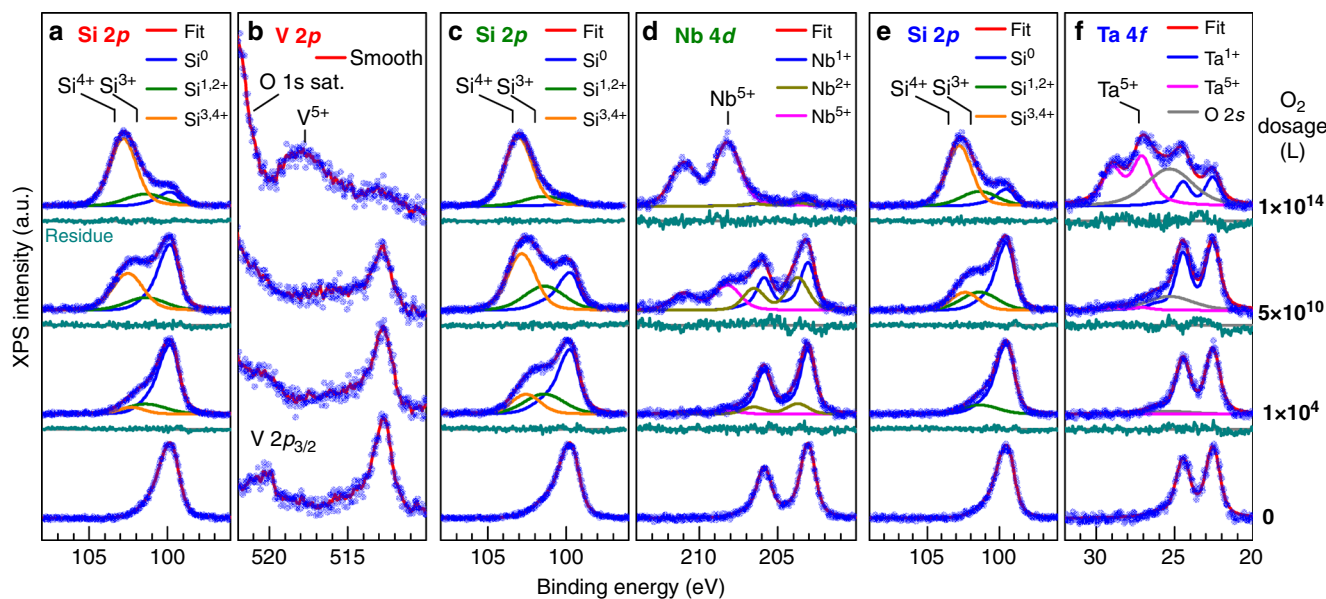 a Si 2p
Fit
Si⁰
Si¹,²⁺
Si³,⁴⁺
Si⁴⁺ Si³⁺
Residue
b V 2p
Smooth
O 1s sat.
V⁵⁺
V 2p₃/₂
c Si 2p
Fit
Si⁰
Si¹,²⁺
Si³,⁴⁺
Si⁴⁺ Si³⁺
d Nb 4d
Fit
Nb¹⁺
Nb²⁺
Nb⁵⁺
Nb⁵⁺
e Si 2p
Fit
Si⁰
Si¹,²⁺
Si³,⁴⁺
Si⁴⁺ Si³⁺
f Ta 4f
Fit
Ta¹⁺
Ta⁵⁺
O 2s
Ta⁵⁺
O₂
dosage
(L)
1×10¹⁴
5×10¹⁰
1×10⁴
0
XPS intensity (a.u.)
105 100 520 515 105 100 210 205 105 100 30 25 20
Binding energy (eV)